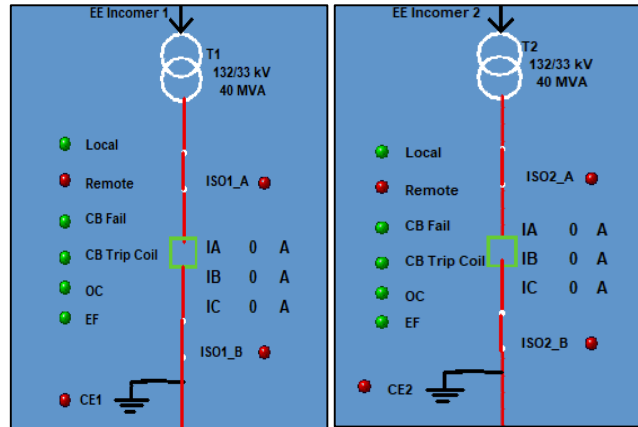 EE Incomer 1
T1
132/33 kV
40 MVA
Local
Remote
ISO1_A
CB Fail
CB Trip Coil
IA 0 A
IB 0 A
IC 0 A
OC
EF
ISO1_B
CE1
EE Incomer 2
T2
132/33 kV
40 MVA
Local
Remote
ISO2_A
CB Fail
CB Trip Coil
IA 0 A
IB 0 A
IC 0 A
OC
EF
ISO2_B
CE2